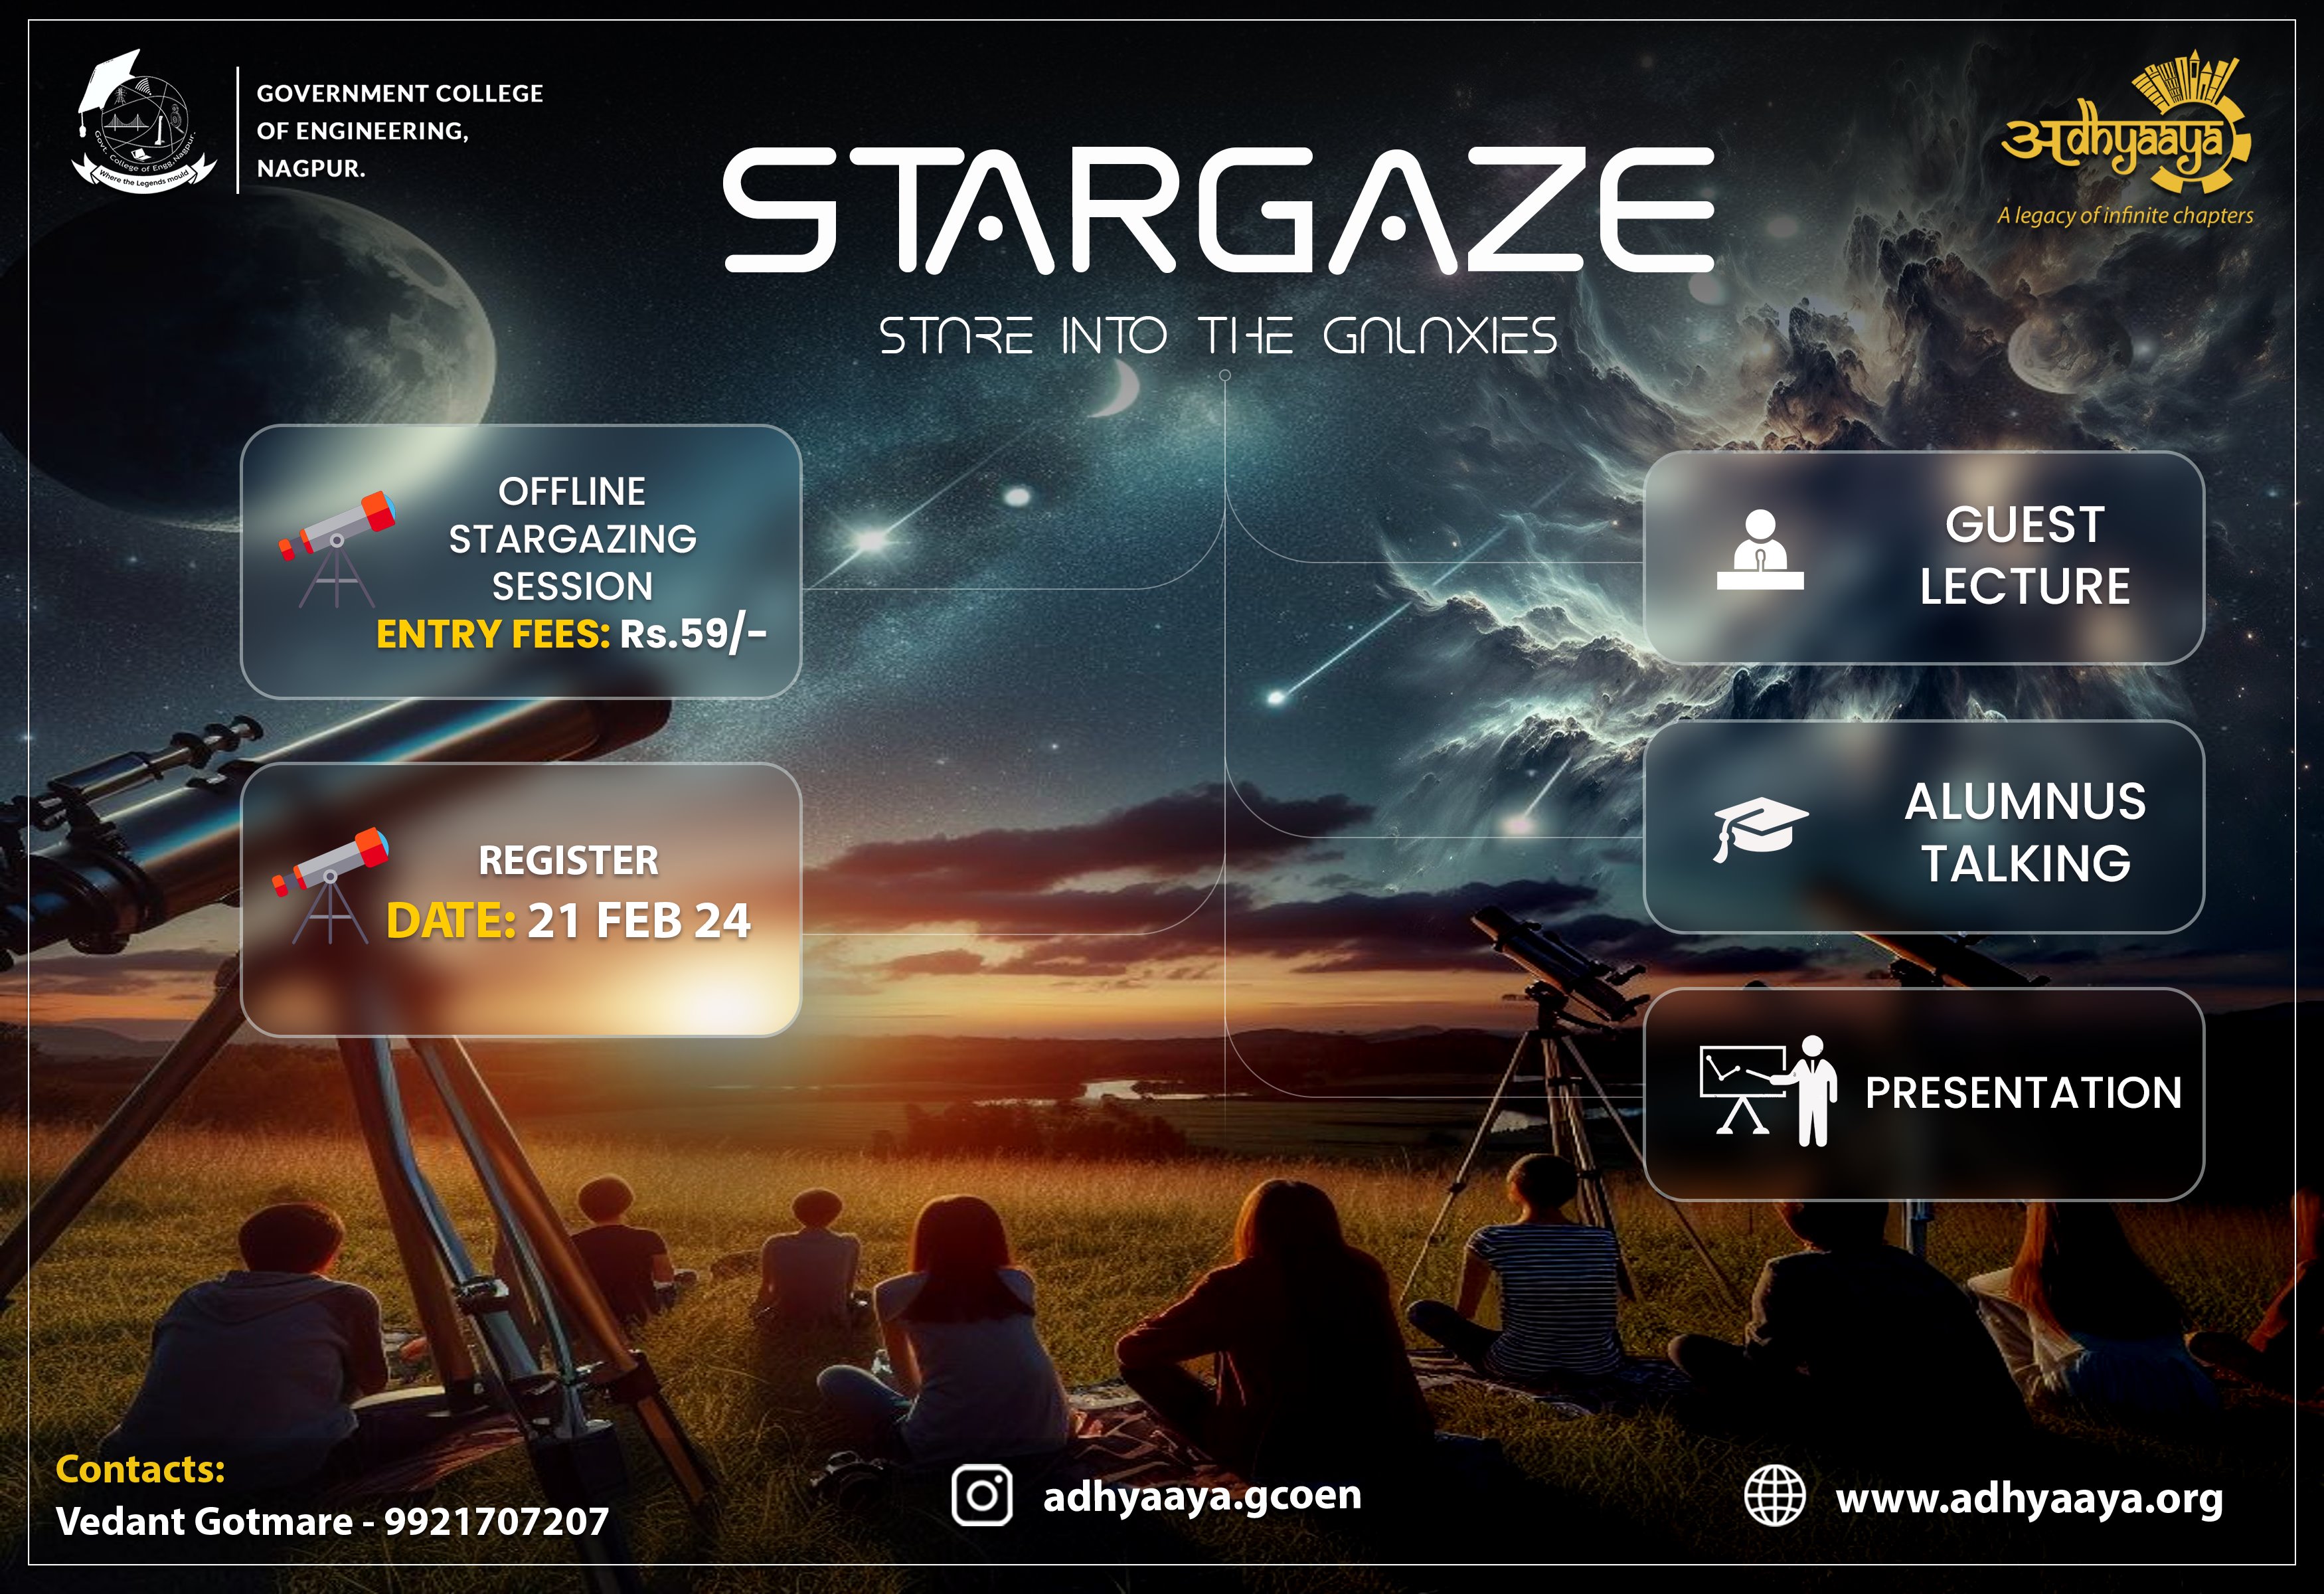 GOVERNMENT COLLEGE
OF ENGINEERING,
NAGPUR.
Govt. College of Engg, Nagpur.
Where the Legends mould
अdhyaaya
A legacy of infinite chapters
STARGAZE
STARE INTO THE GALAXIES
OFFLINE
STARGAZING
SESSION
ENTRY FEES: Rs.59/-
REGISTER
DATE: 21 FEB 24
GUEST
LECTURE
ALUMNUS
TALKING
PRESENTATION
Contacts:
Vedant Gotmare - 9921707207
adhyaaya.gcoen
www.adhyaaya.org